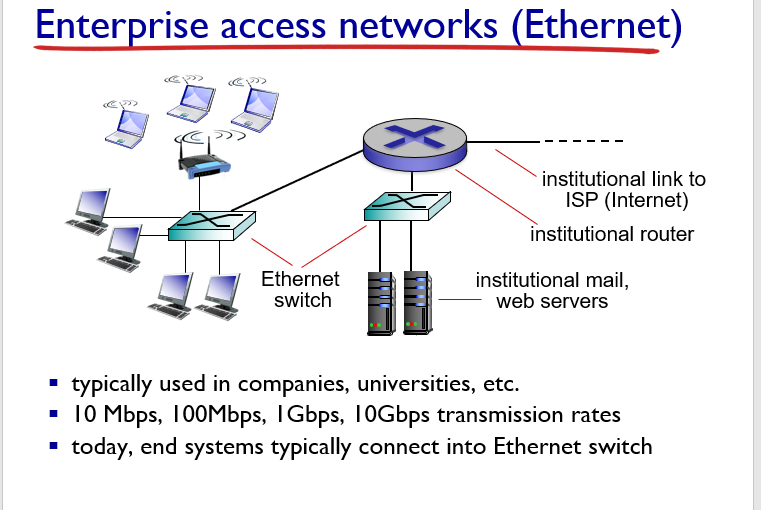 Enterprise access networks (Ethernet)
institutional link to
ISP (Internet)
institutional router
Ethernet
switch
institutional mail,
web servers
▪ typically used in companies, universities, etc.
▪ 10 Mbps, 100Mbps, 1Gbps, 10Gbps transmission rates
▪ today, end systems typically connect into Ethernet switch